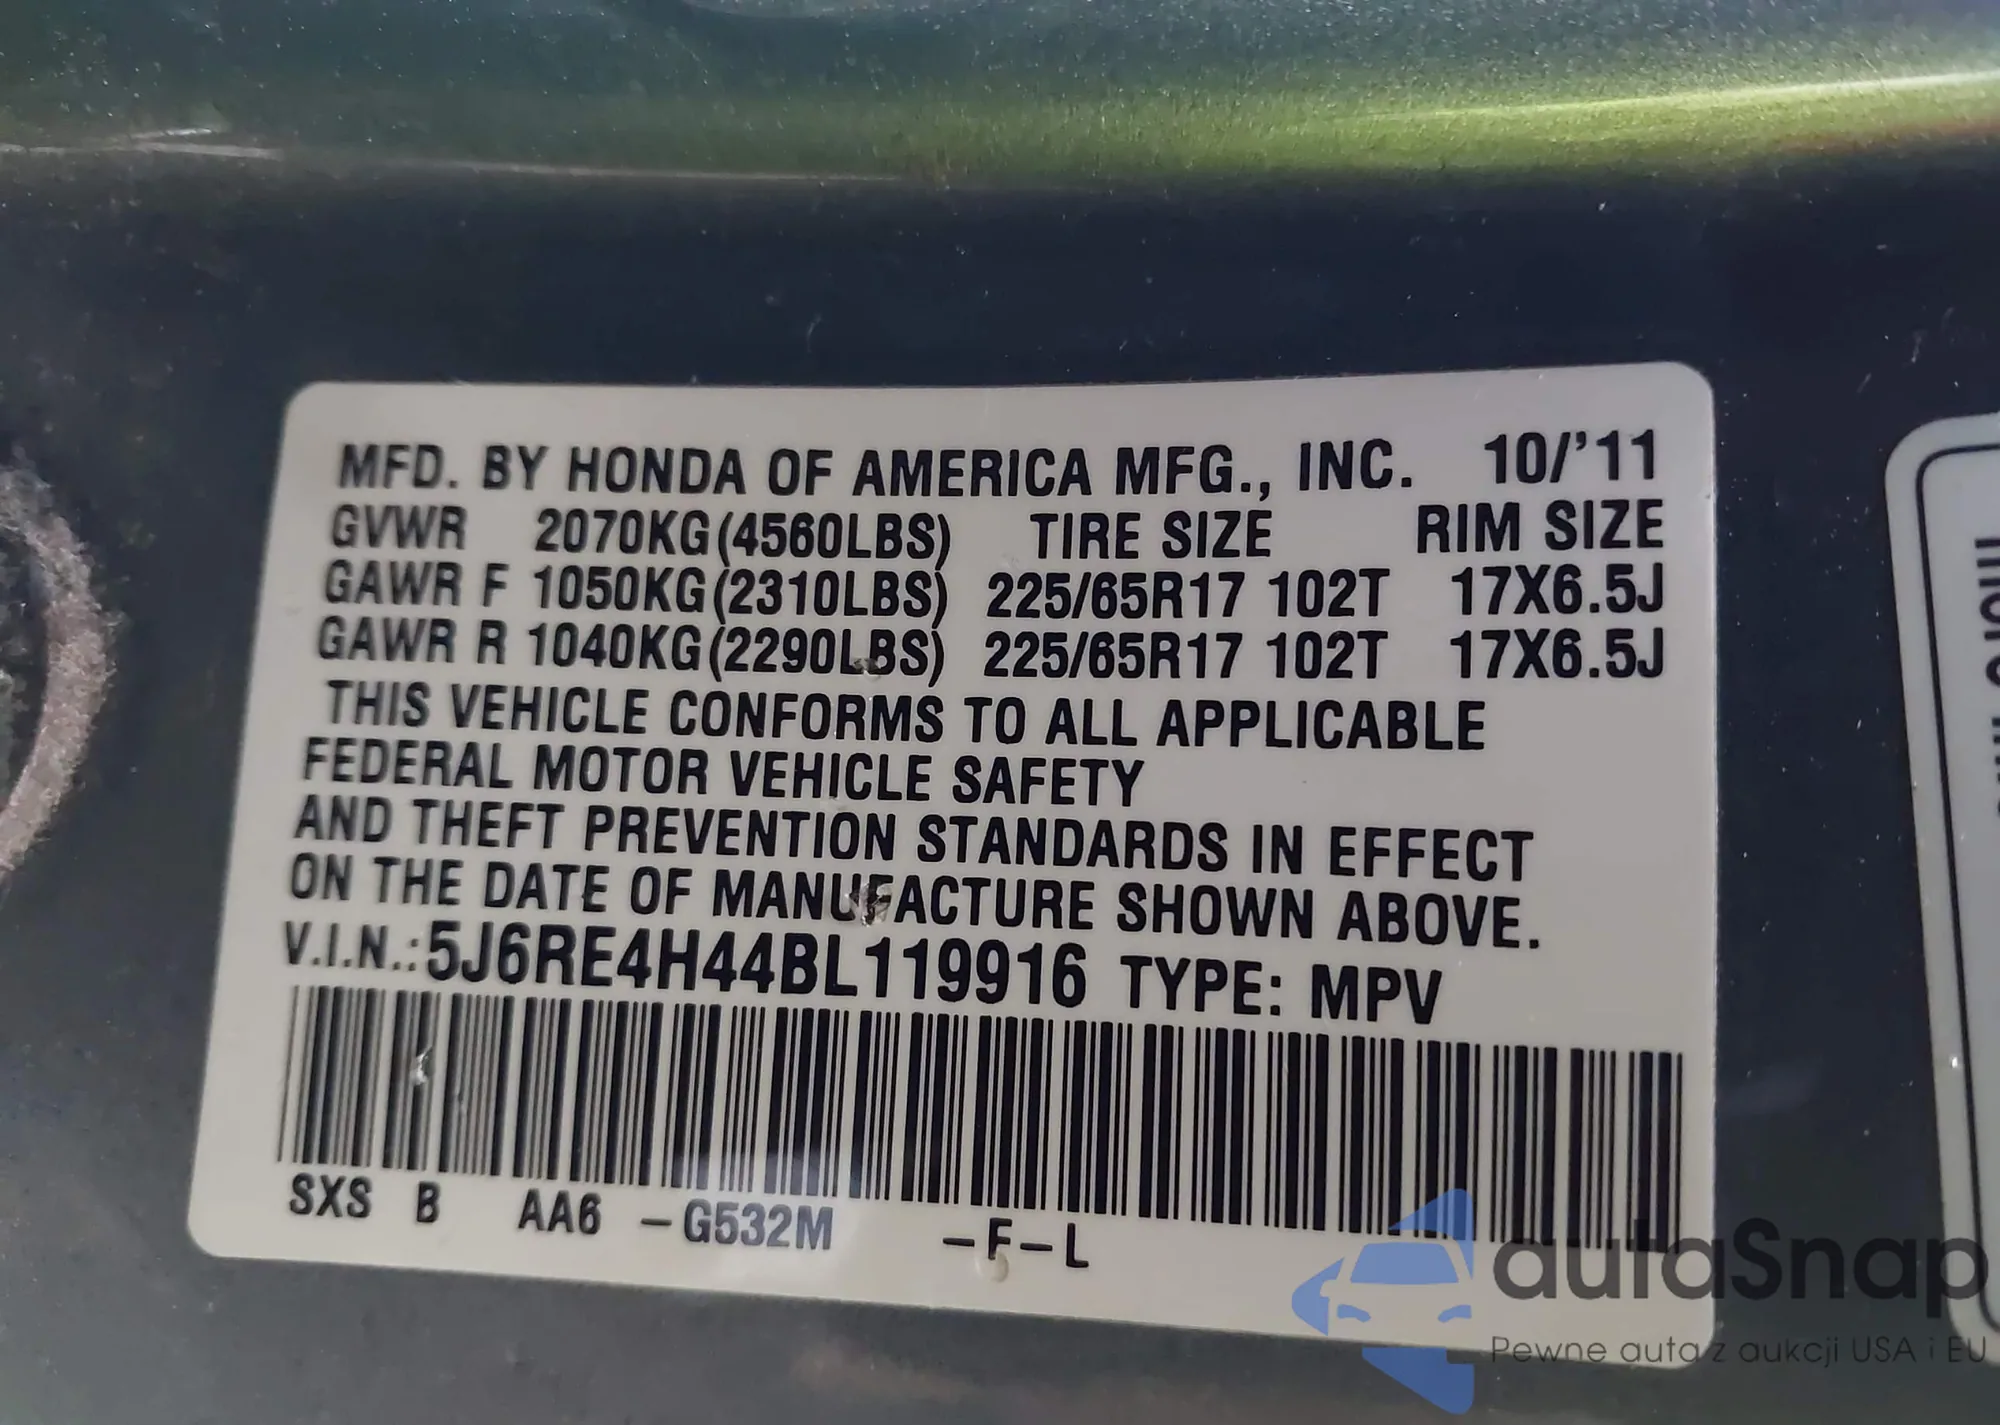 MFD. BY HONDA OF AMERICA MFG., INC. 10/'11
GVWR 2070KG(4560LBS) TIRE SIZE RIM SIZE
GAWR F 1050KG(2310LBS) 225/65R17 102T 17X6.5J
GAWR R 1040KG(2290LBS) 225/65R17 102T 17X6.5J
THIS VEHICLE CONFORMS TO ALL APPLICABLE
FEDERAL MOTOR VEHICLE SAFETY
AND THEFT PREVENTION STANDARDS IN EFFECT
ON THE DATE OF MANUFACTURE SHOWN ABOVE.
V.I.N.:5J6RE4H44BL119916 TYPE: MPV
SXS B AA6 -G532M -F-L
autaSnap
Pewne auta z aukcji USA i EU